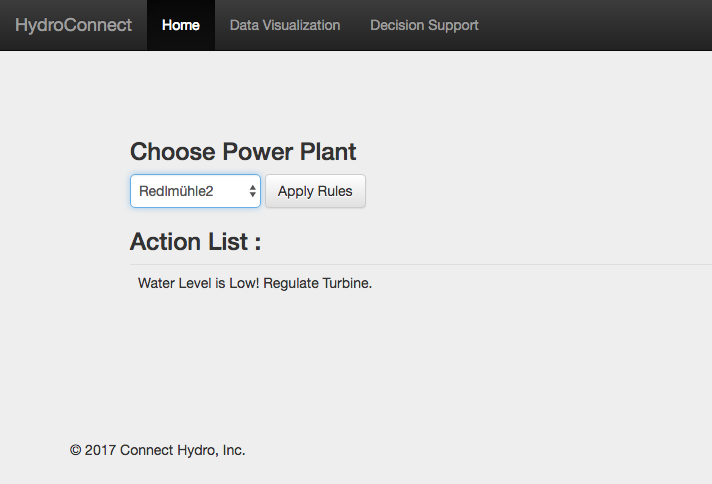 HydroConnect Home Data Visualization Decision Support
Choose Power Plant
Redlmühle2 Apply Rules
Action List :
Water Level is Low! Regulate Turbine.
© 2017 Connect Hydro, Inc.